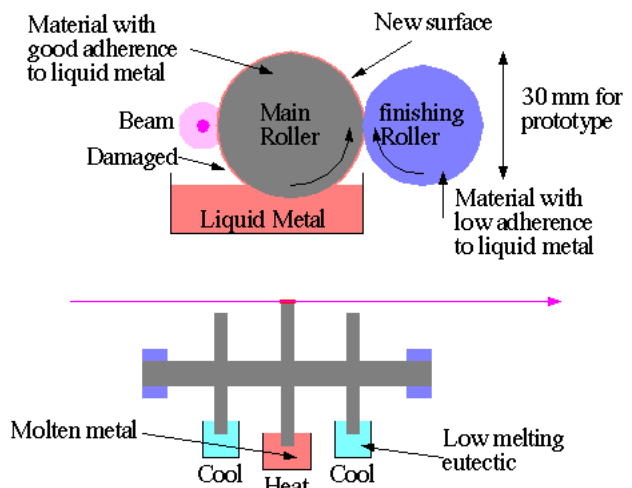 Material with
good adherence
to liquid metal
New surface
Beam
Main
Roller
finishing
Roller
30 mm for
prototype
Damaged
Liquid Metal
Material with
low adherence
to liquid metal
Molten metal
Low melting
eutectic
Cool
Heat
Cool